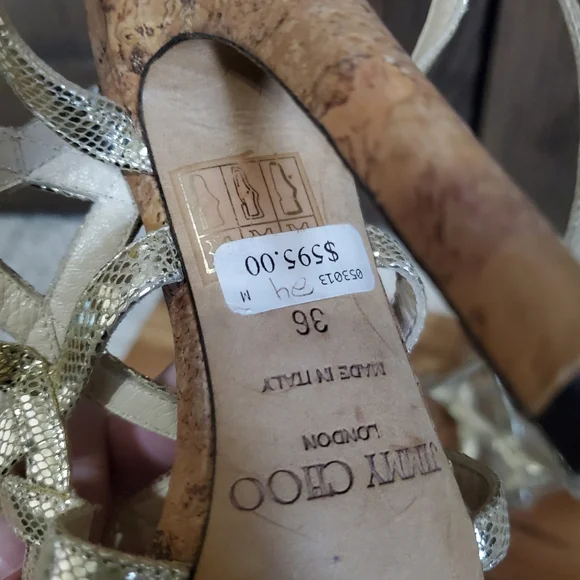 JIMMY CHOO
LONDON
MADE IN ITALY
36
053013 M
$595.00